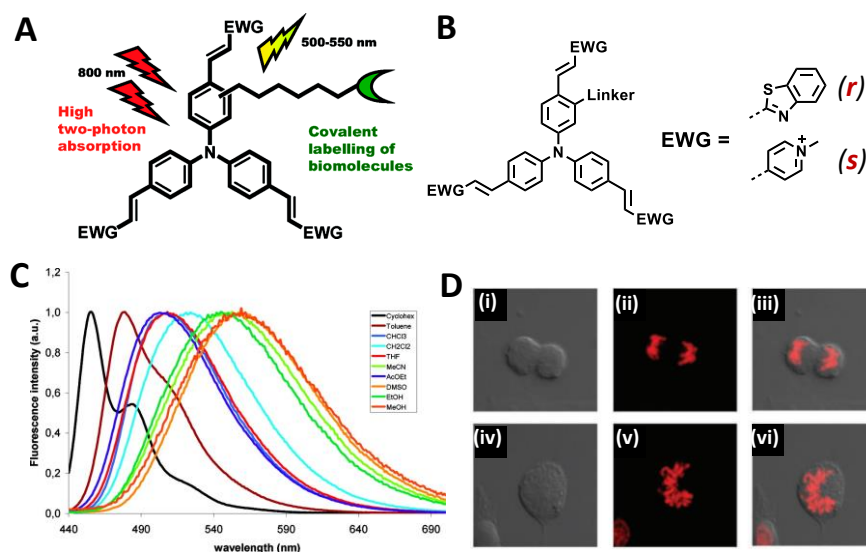 A
EWG
500-550 nm
800 nm
High
two-photon
absorption
Covalent
labelling of
biomolecules
N
EWG
EWG
B
EWG
Linker
N
EWG
EWG
EWG =
S
N
(r)
N+
(s)
C
Fluorescence intensity (a.u.)
1,2
1,0
0,8
0,6
0,4
0,2
0,0
440
490
540
590
640
690
wavelength (nm)
Cyclohex
Toluene
CHCl3
CH2Cl2
THF
MeCN
AcOEt
DMSO
EtOH
MeOH
D
(i)
(ii)
(iii)
(iv)
(v)
(vi)